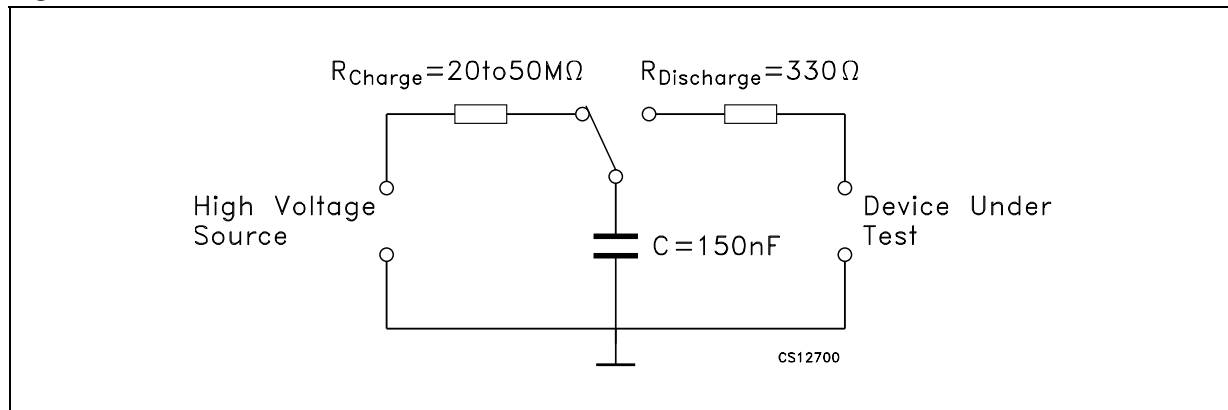 R_Charge=20to50MΩ
R_Discharge=330Ω
High Voltage
Source
C=150nF
Device Under
Test
CS12700